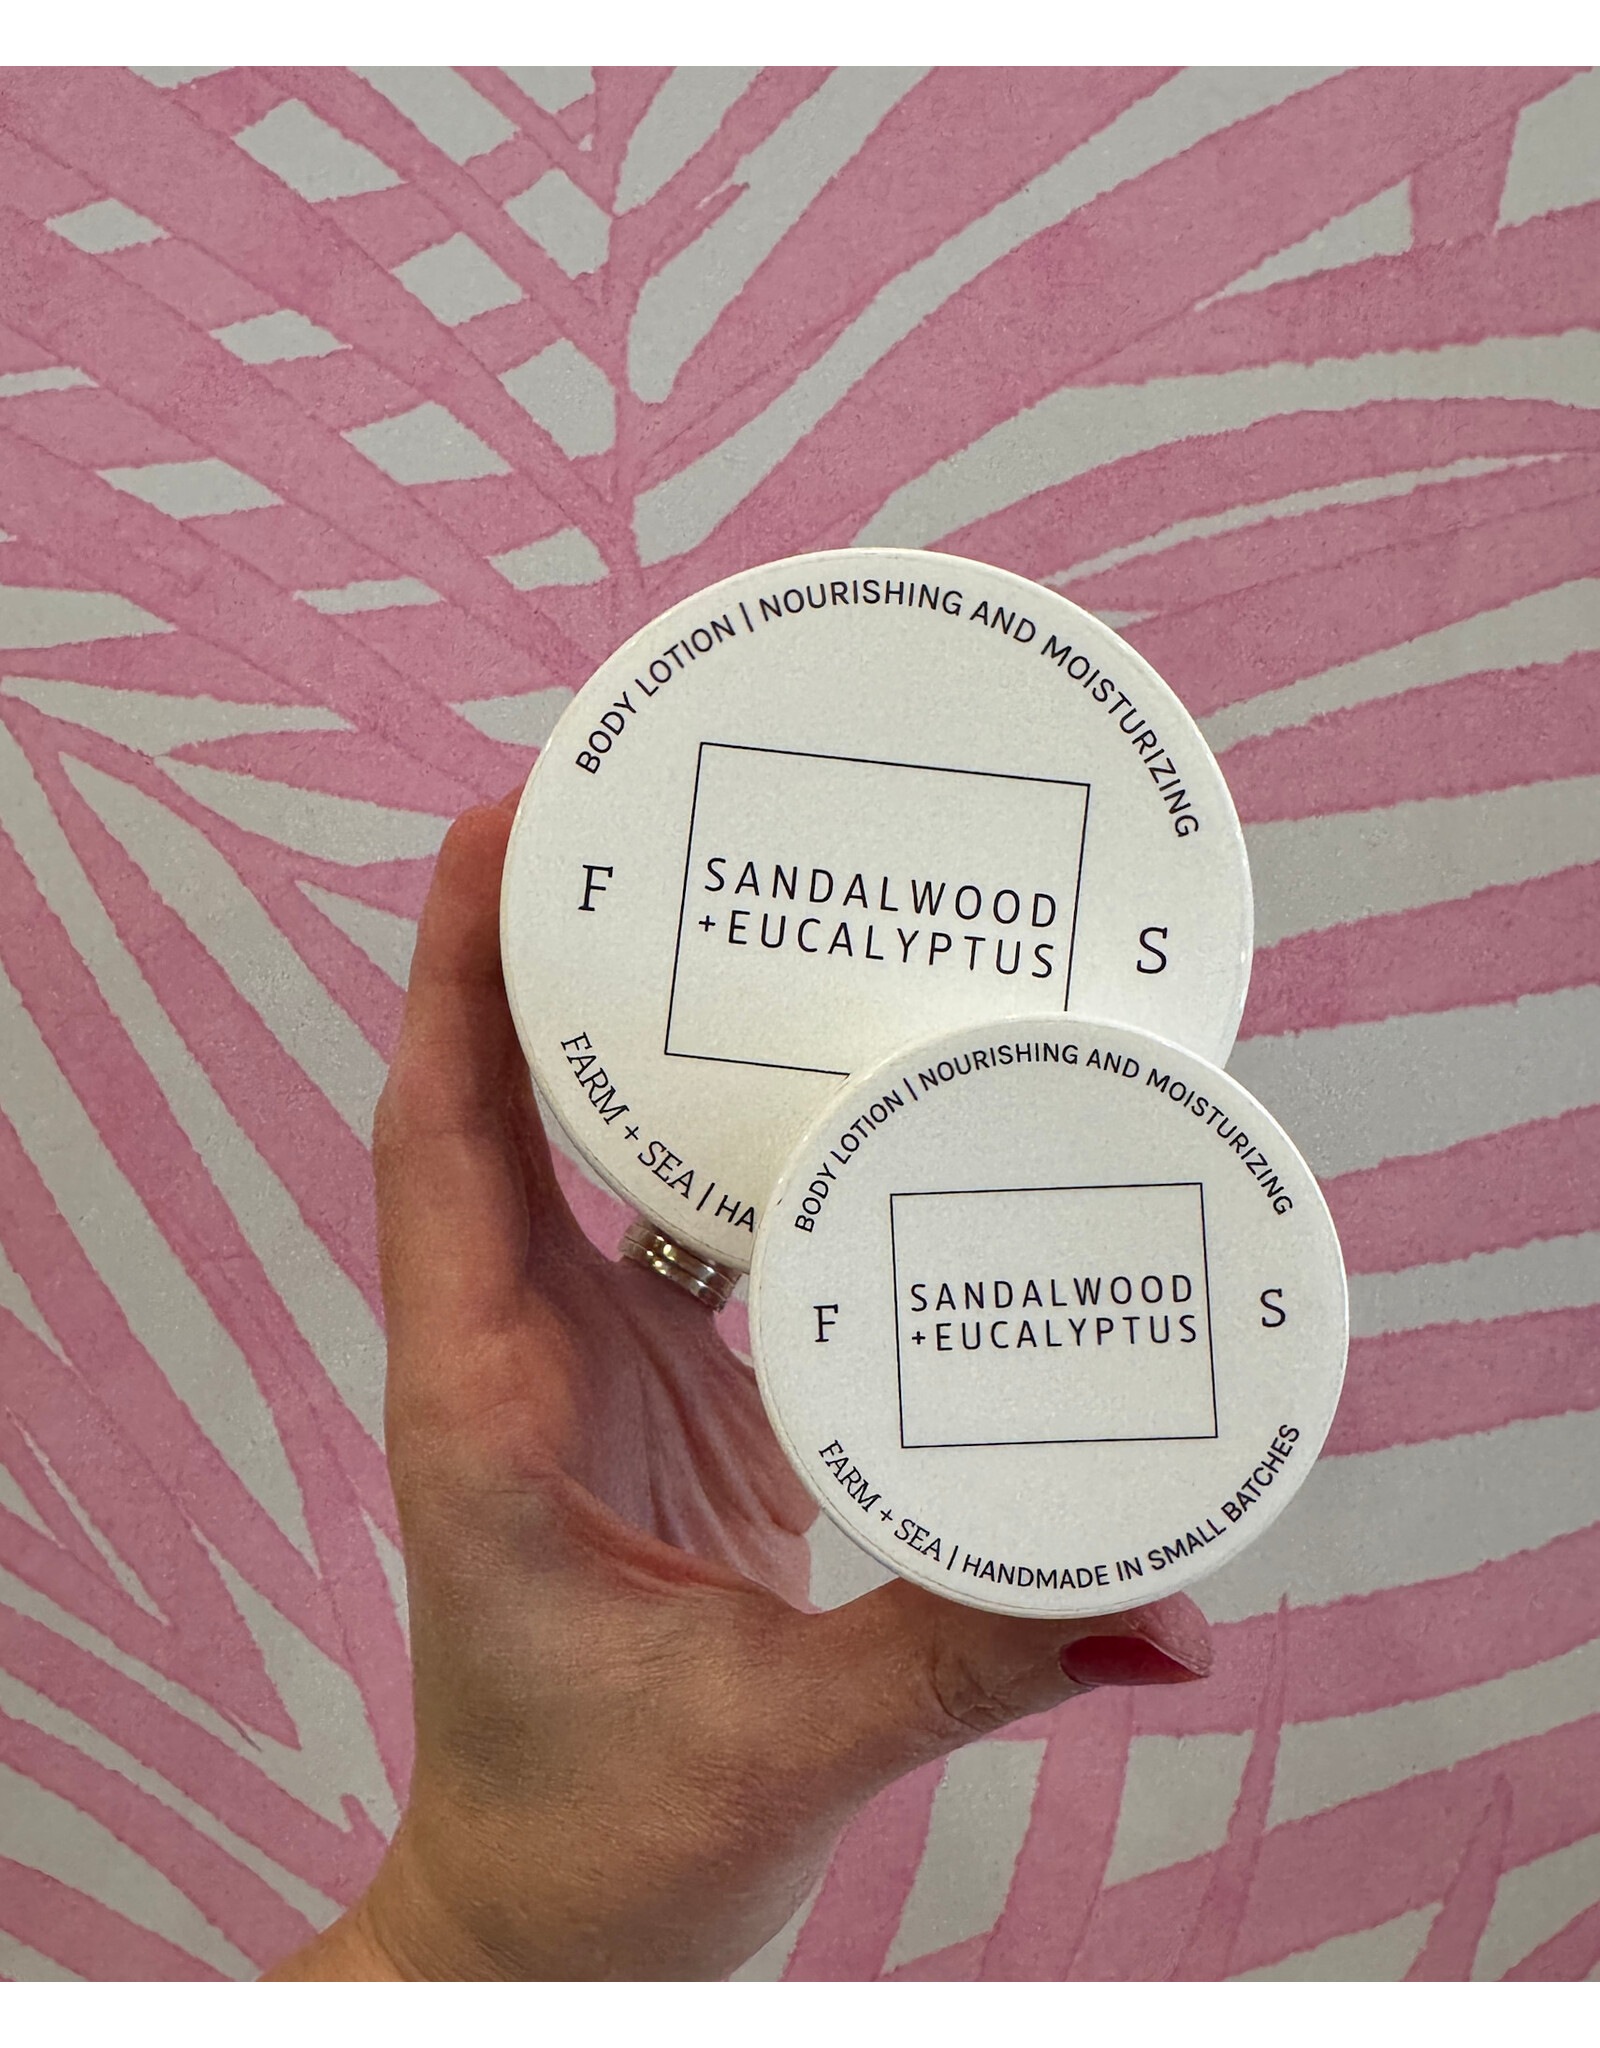 BODY LOTION | NOURISHING AND MOISTURIZING
F
SANDALWOOD
+EUCALYPTUS
S
FARM + SEA | HA
BODY LOTION | NOURISHING AND MOISTURIZING
F
SANDALWOOD
+EUCALYPTUS
S
FARM + SEA | HANDMADE IN SMALL BATCHES